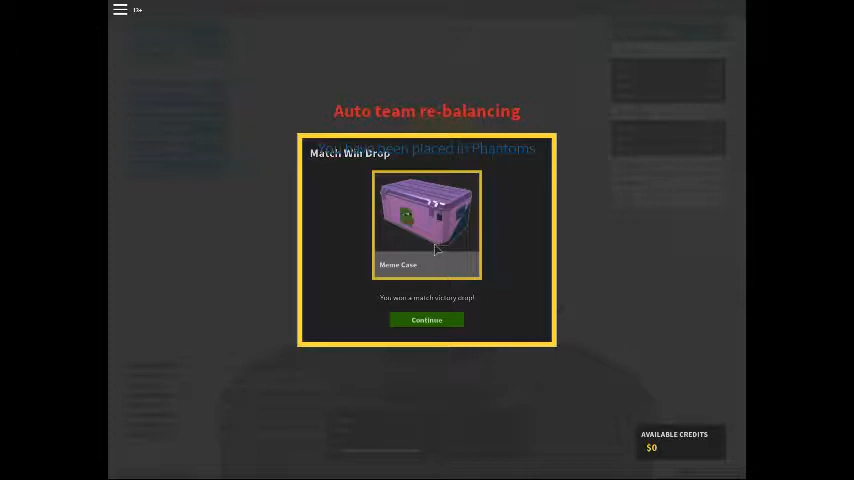 13+
Auto team re-balancing
You have been placed in Phantoms
Match Win Drop
Meme Case
You won a match victory drop!
Continue
AVAILABLE CREDITS
$0